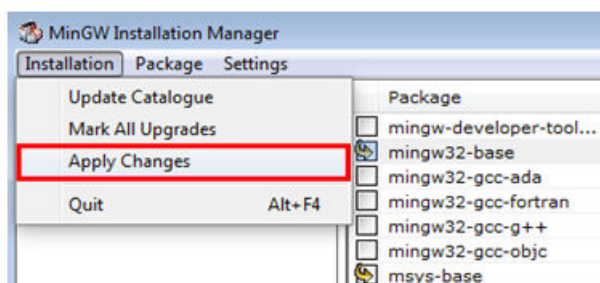 MinGW Installation Manager
Installation Package Settings
Update Catalogue
Mark All Upgrades
Apply Changes
Quit Alt+F4
Package
mingw-developer-tool...
mingw32-base
mingw32-gcc-ada
mingw32-gcc-fortran
mingw32-gcc-g++
mingw32-gcc-objc
msys-base